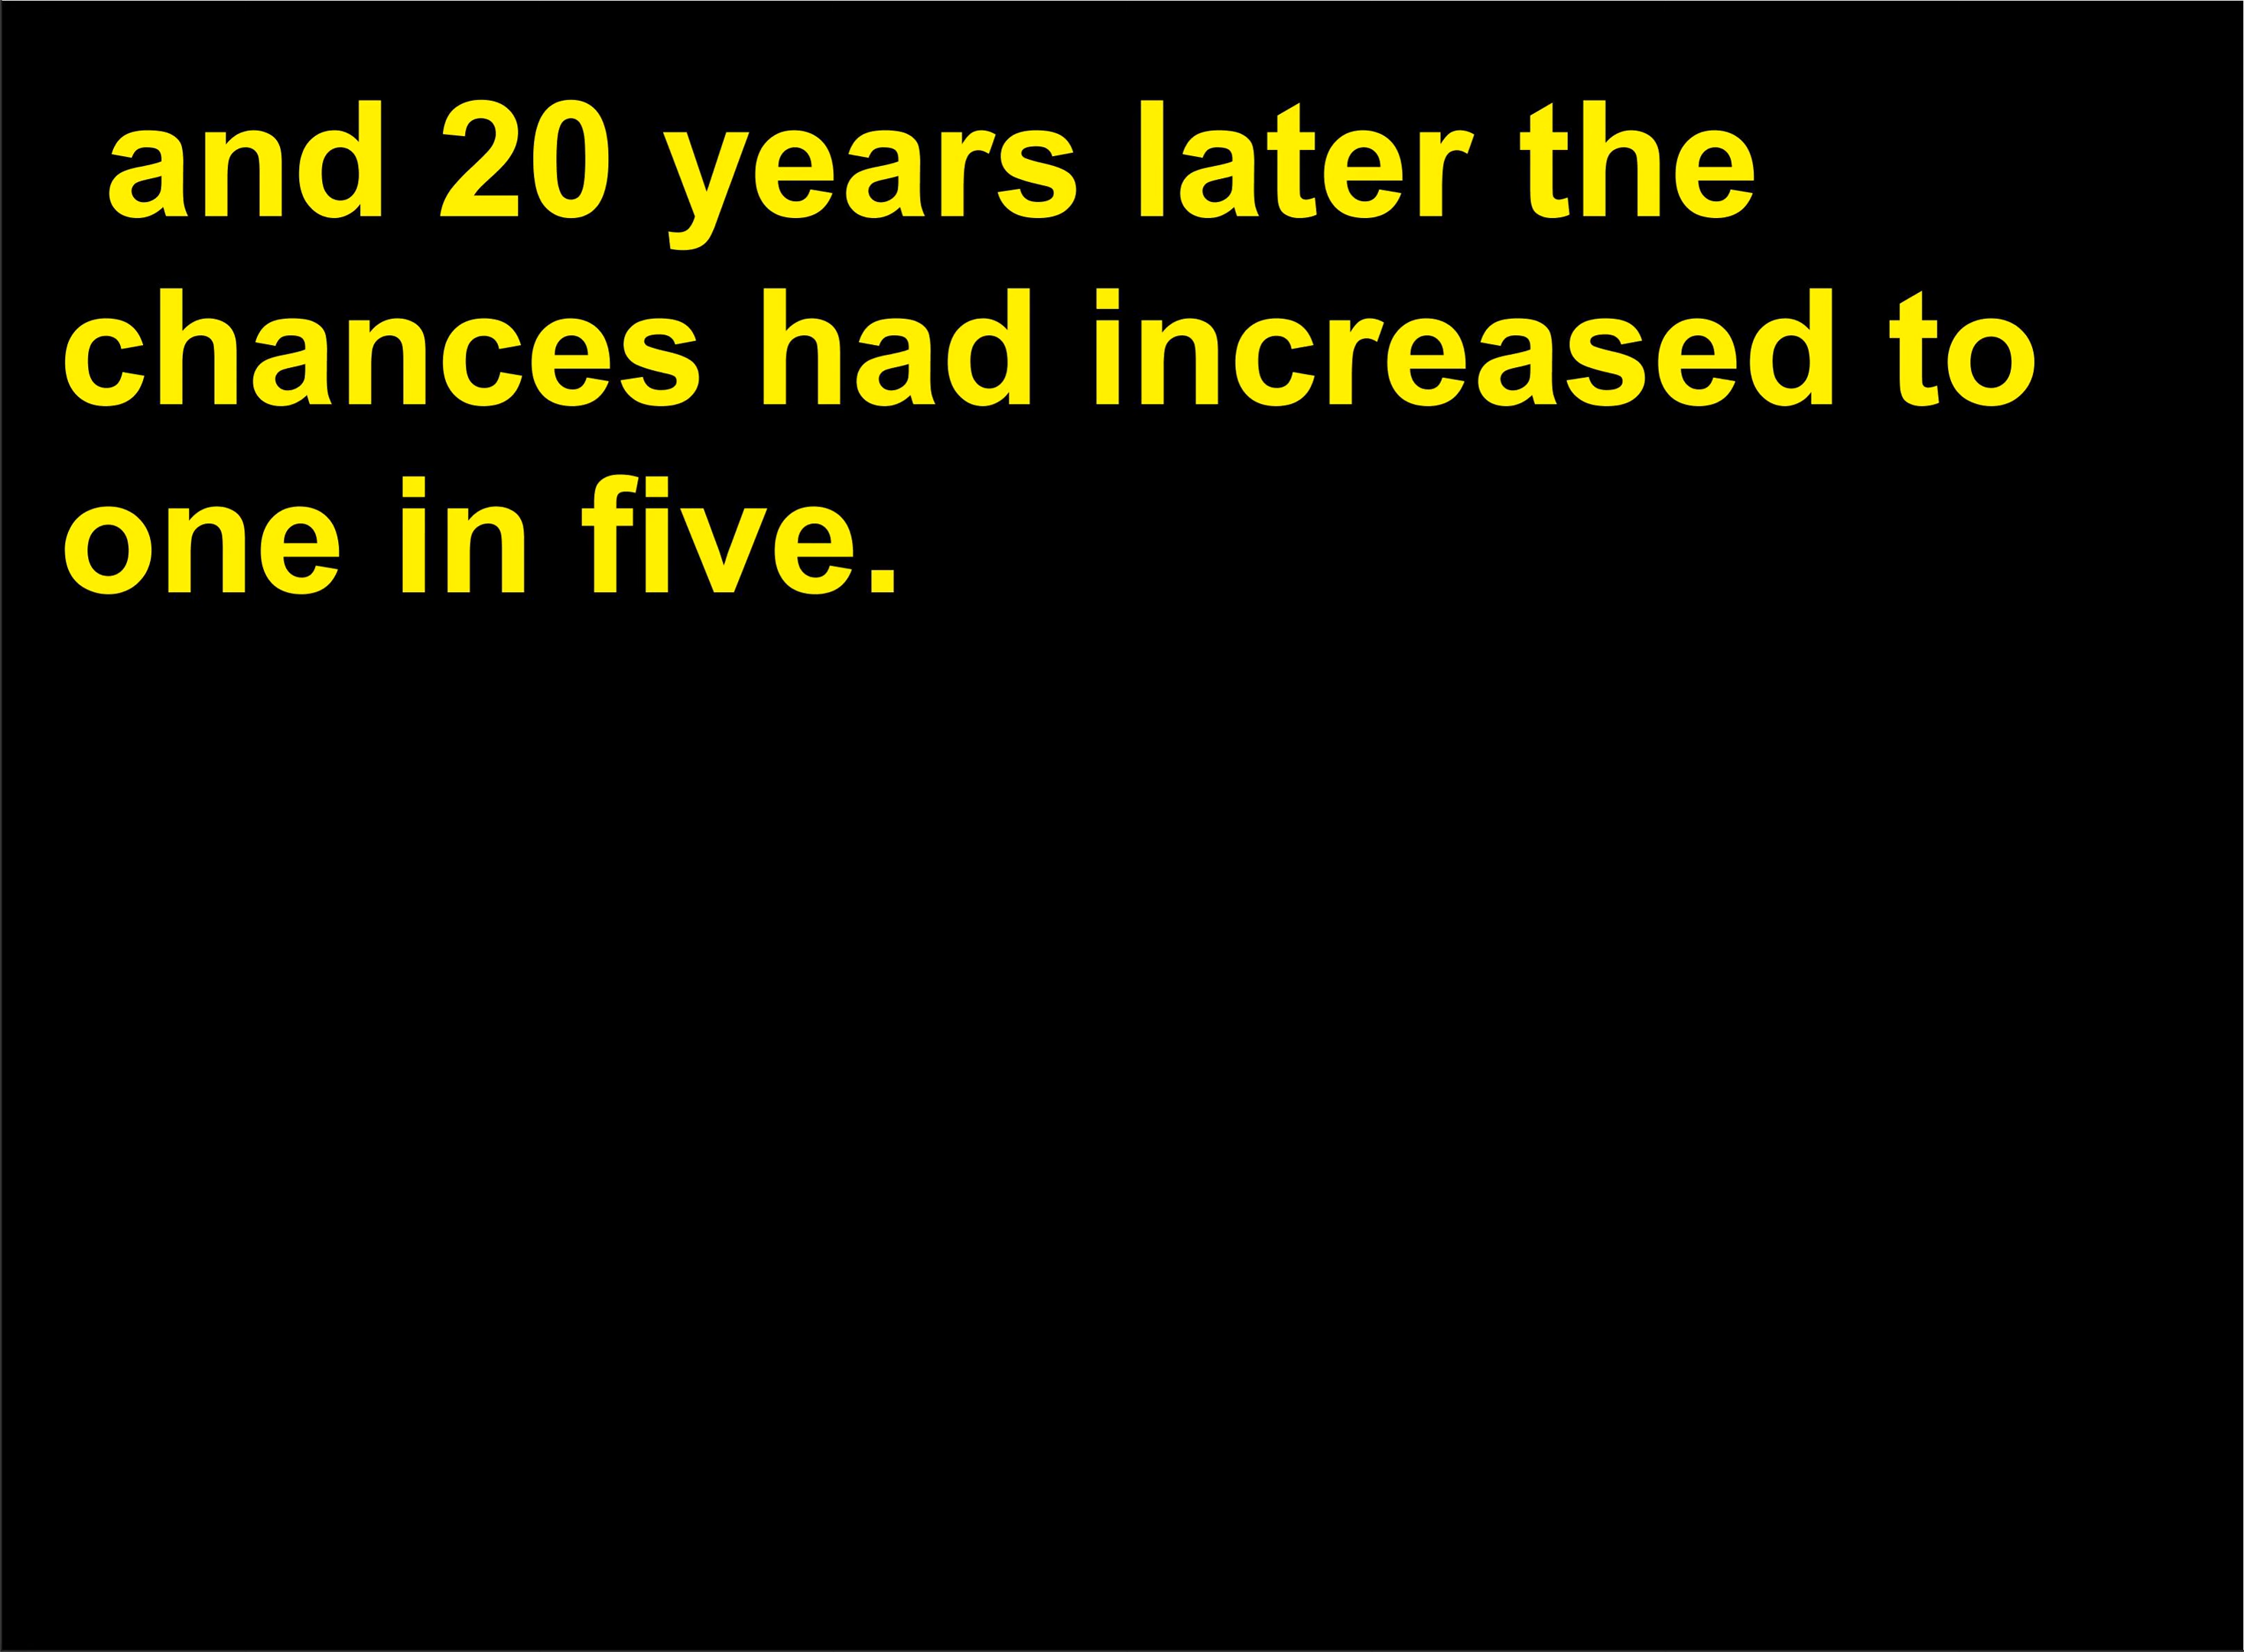 and 20 years later the
chances had increased to
one in five.